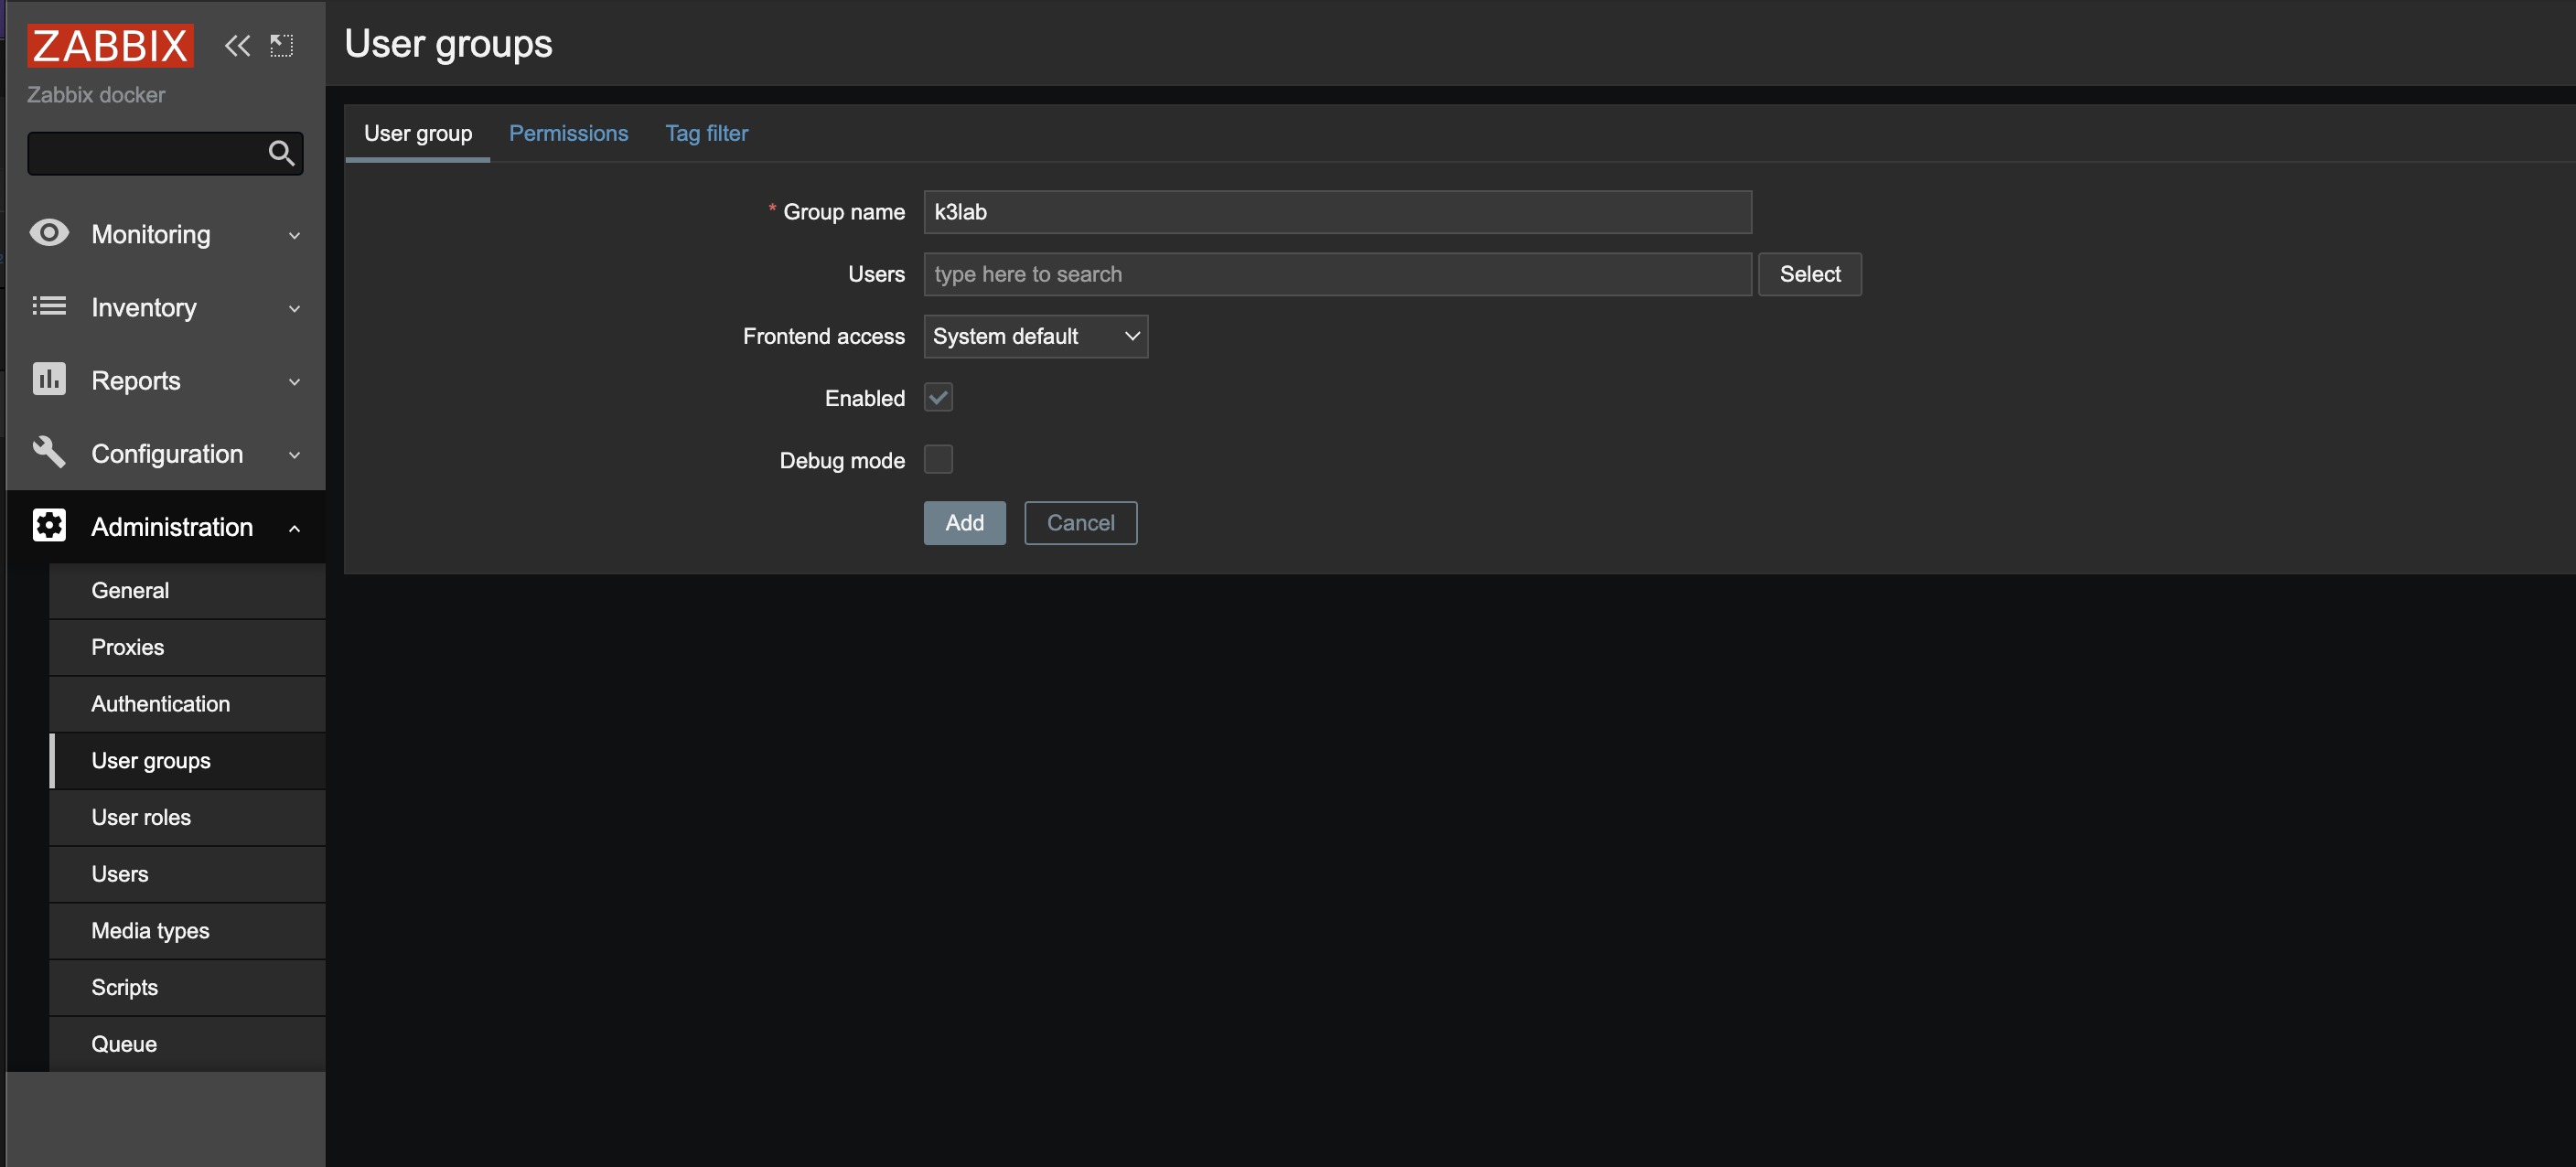 ZABBIX
Zabbix docker
Monitoring
Inventory
Reports
Configuration
Administration
General
Proxies
Authentication
User groups
User roles
Users
Media types
Scripts
Queue
User groups
User group Permissions Tag filter
* Group name k3lab
Users type here to search Select
Frontend access System default
Enabled
Debug mode
Add Cancel